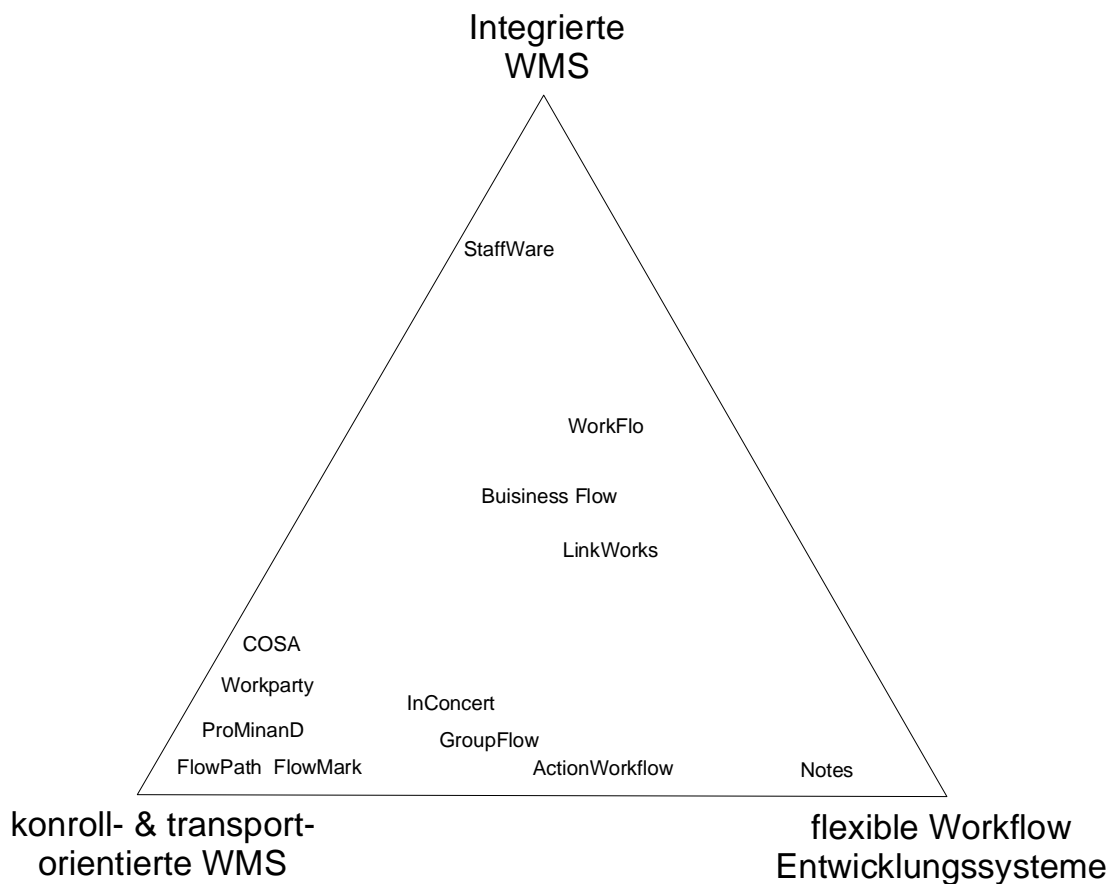 Integrierte
WMS
StaffWare
WorkFlo
Buisiness Flow
LinkWorks
COSA
Workparty
InConcert
ProMinanD
GroupFlow
FlowPath FlowMark ActionWorkflow Notes
konroll- & transport-
orientierte WMS
flexible Workflow
Entwicklungssysteme